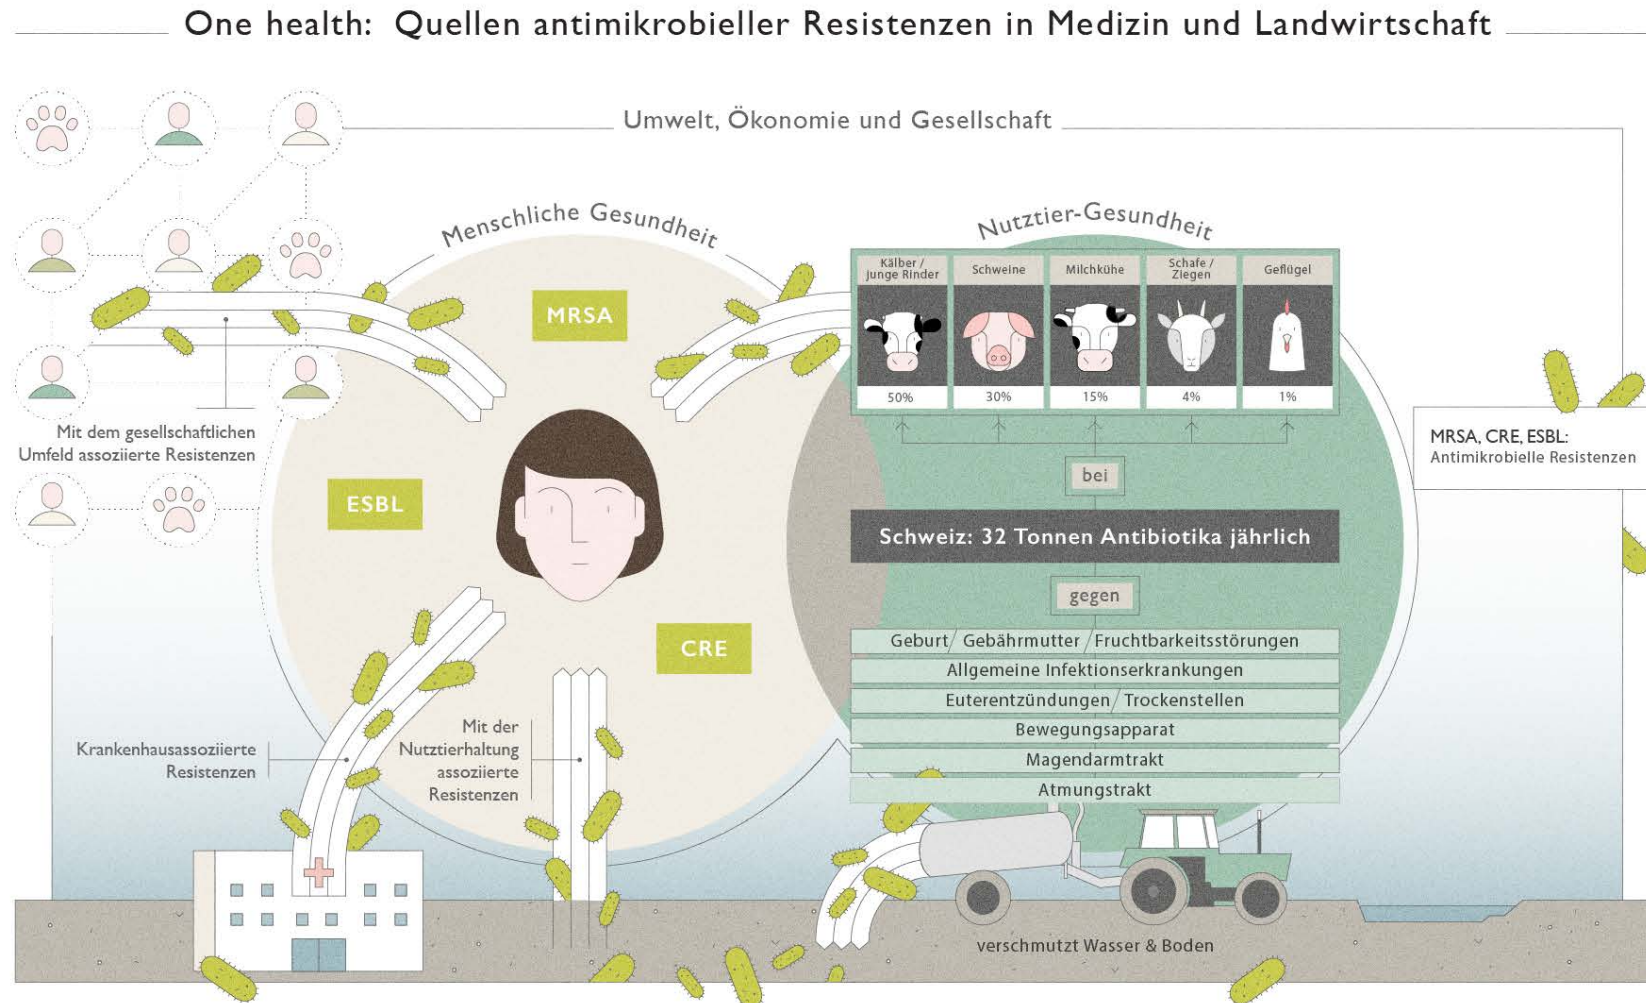 One health: Quellen antimikrobieller Resistenzen in Medizin und Landwirtschaft
Umwelt, Ökonomie und Gesellschaft
Menschliche Gesundheit
Nutztier-Gesundheit
Kälber /
junge Rinder
Schweine
Milchkühe
Schafe /
Ziegen
Geflügel
50%
30%
15%
4%
1%
MRSA
ESBL
CRE
Mit dem gesellschaftlichen
Umfeld assoziierte Resistenzen
MRSA, CRE, ESBL:
Antimikrobielle Resistenzen
bei
Schweiz: 32 Tonnen Antibiotika jährlich
gegen
Geburt / Gebährmutter / Fruchtbarkeitsstörungen
Allgemeine Infektionserkrankungen
Euterentzündungen / Trockenstellen
Bewegungsapparat
Magendarmtrakt
Atmungstrakt
Krankenhausassoziierte
Resistenzen
Mit der
Nutztierhaltung
assoziierte
Resistenzen
verschmutzt Wasser & Boden